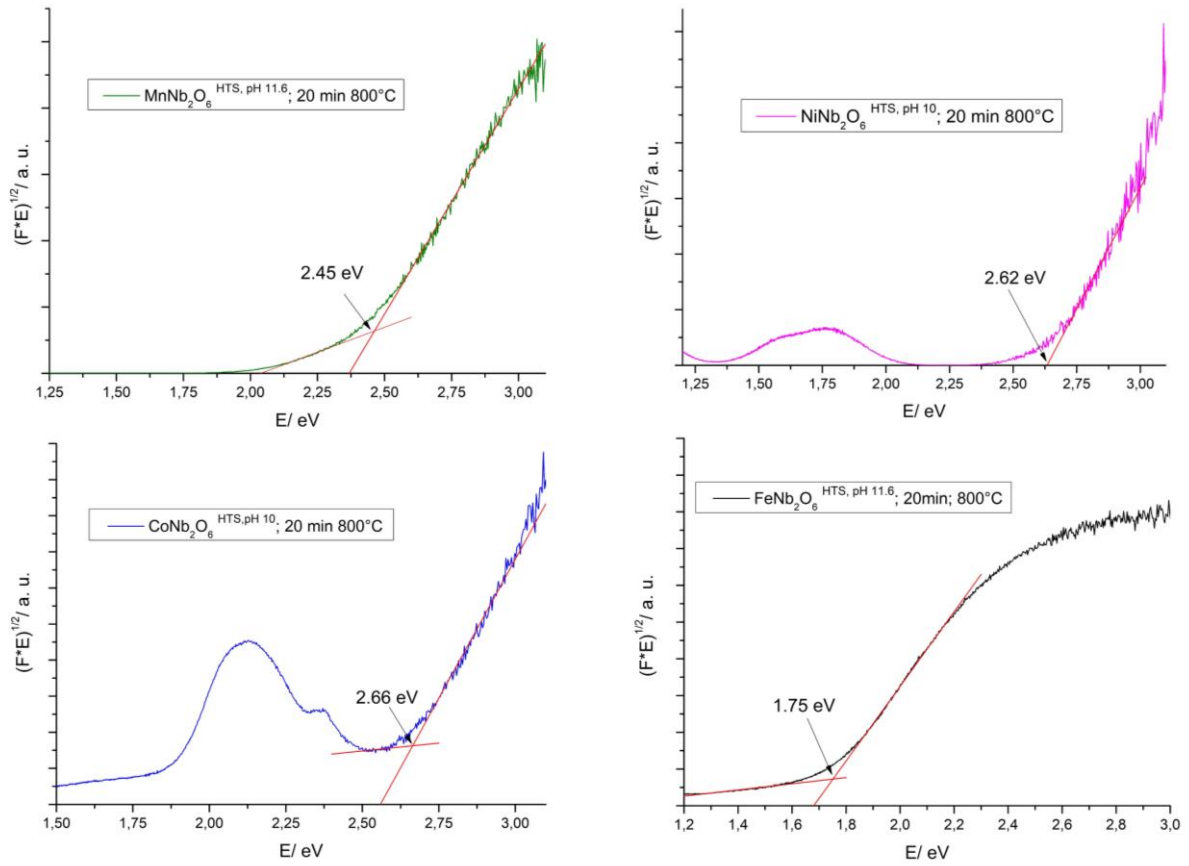 (F*E)^1/2/ a. u.
MnNb₂O₆ ^HTS, pH 11.6; 20 min 800°C
2.45 eV
1,25 1,50 1,75 2,00 2,25 2,50 2,75 3,00
E/ eV
(F*E)^1/2/ a. u.
NiNb₂O₆ ^HTS, pH 10; 20 min 800°C
2.62 eV
1,25 1,50 1,75 2,00 2,25 2,50 2,75 3,00
E/ eV
(F*E)^1/2/ a. u.
CoNb₂O₆ ^HTS,pH 10; 20 min 800°C
2.66 eV
1,50 1,75 2,00 2,25 2,50 2,75 3,00
E/ eV
(F*E)^1/2/ a. u.
FeNb₂O₆ ^HTS, pH 11.6; 20min; 800°C
1.75 eV
1,2 1,4 1,6 1,8 2,0 2,2 2,4 2,6 2,8 3,0
E/ eV